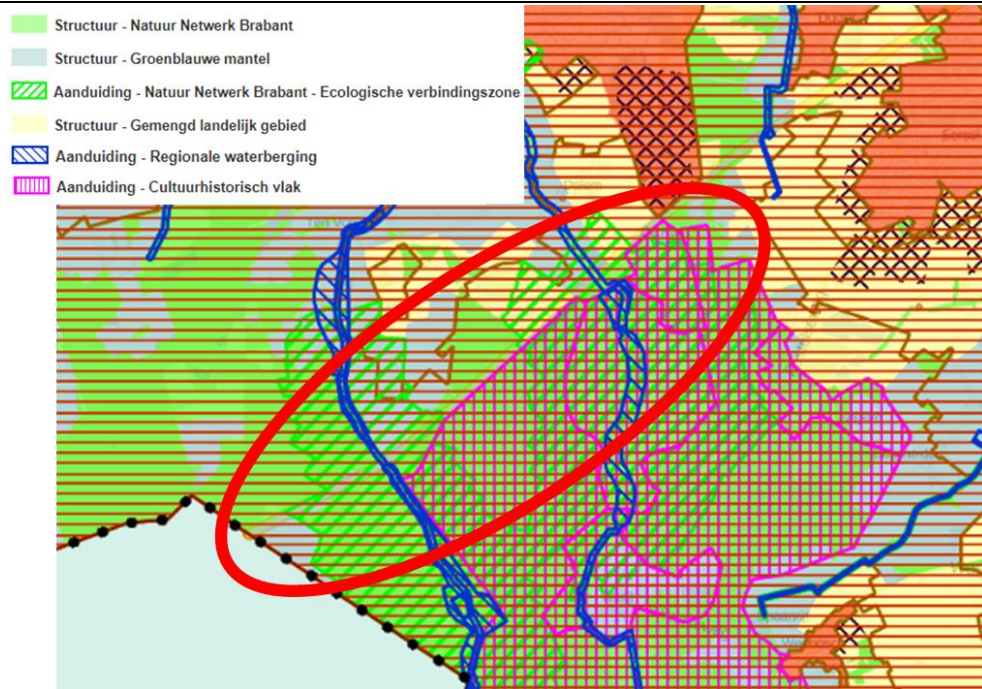 Structuur - Natuur Netwerk Brabant
Structuur - Groenblauwe mantel
Aanduiding - Natuur Netwerk Brabant - Ecologische verbindingszone
Structuur - Gemengd landelijk gebied
Aanduiding - Regionale waterberging
Aanduiding - Cultuurhistorisch vlak